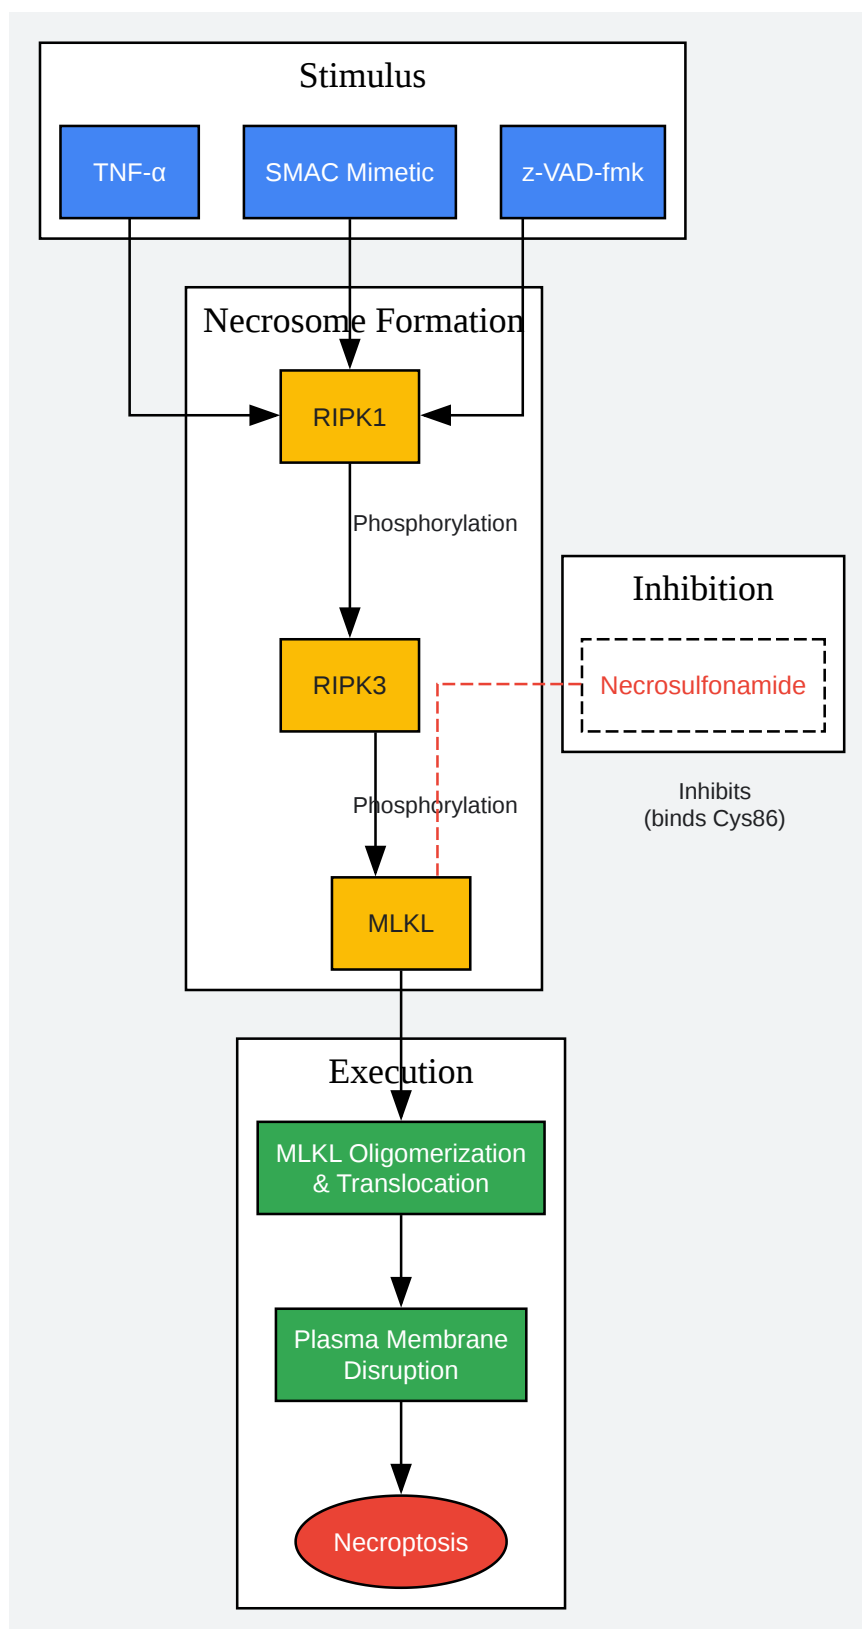 Stimulus
TNF-α
SMAC Mimetic
z-VAD-fmk
Necrosome Formation
RIPK1
Phosphorylation
Inhibition
RIPK3
Necrosulfonamide
Phosphorylation
Inhibits
(binds Cys86)
MLKL
Execution
MLKL Oligomerization
& Translocation
Plasma Membrane
Disruption
Necroptosis